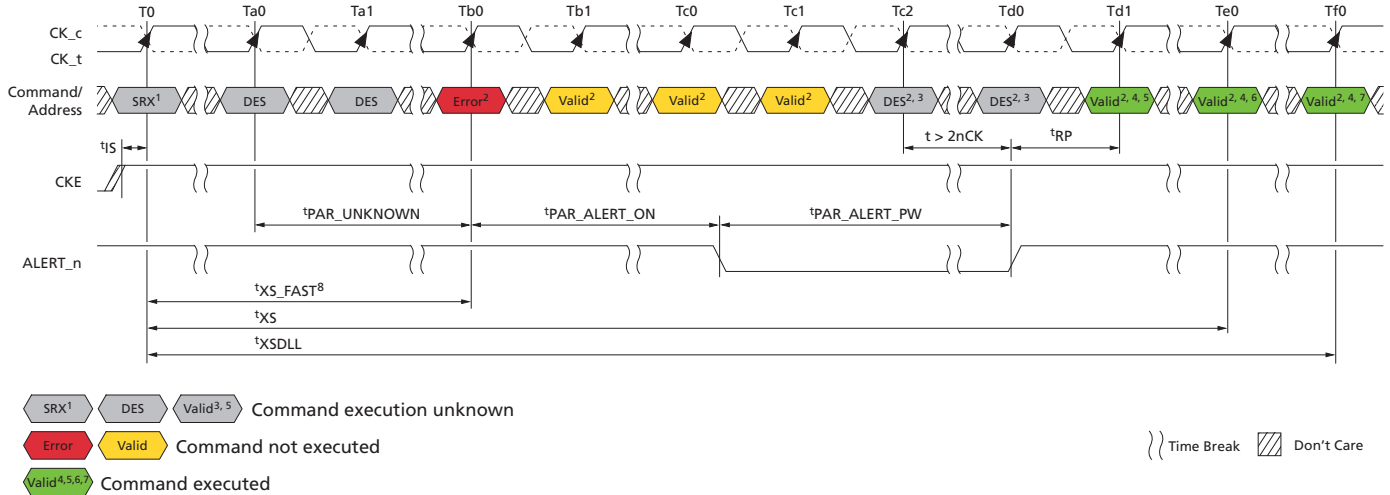 T0 Ta0 Ta1 Tb0 Tb1 Tc0 Tc1 Tc2 Td0 Td1 Te0 Tf0
CK_c
CK_t
Command/
Address
SRX1 DES DES Error2 Valid2 Valid2 Valid2 DES2, 3 DES2, 3 Valid2, 4, 5 Valid2, 4, 6 Valid2, 4, 7
tIS
t > 2nCK
tRP
CKE
tPAR_UNKNOWN
tPAR_ALERT_ON
tPAR_ALERT_PW
ALERT_n
tXS_FAST8
tXS
tXSDLL
SRX1 DES Valid3, 5 Command execution unknown
Error Valid Command not executed
Time Break
Don't Care
Valid4,5,6,7 Command executed